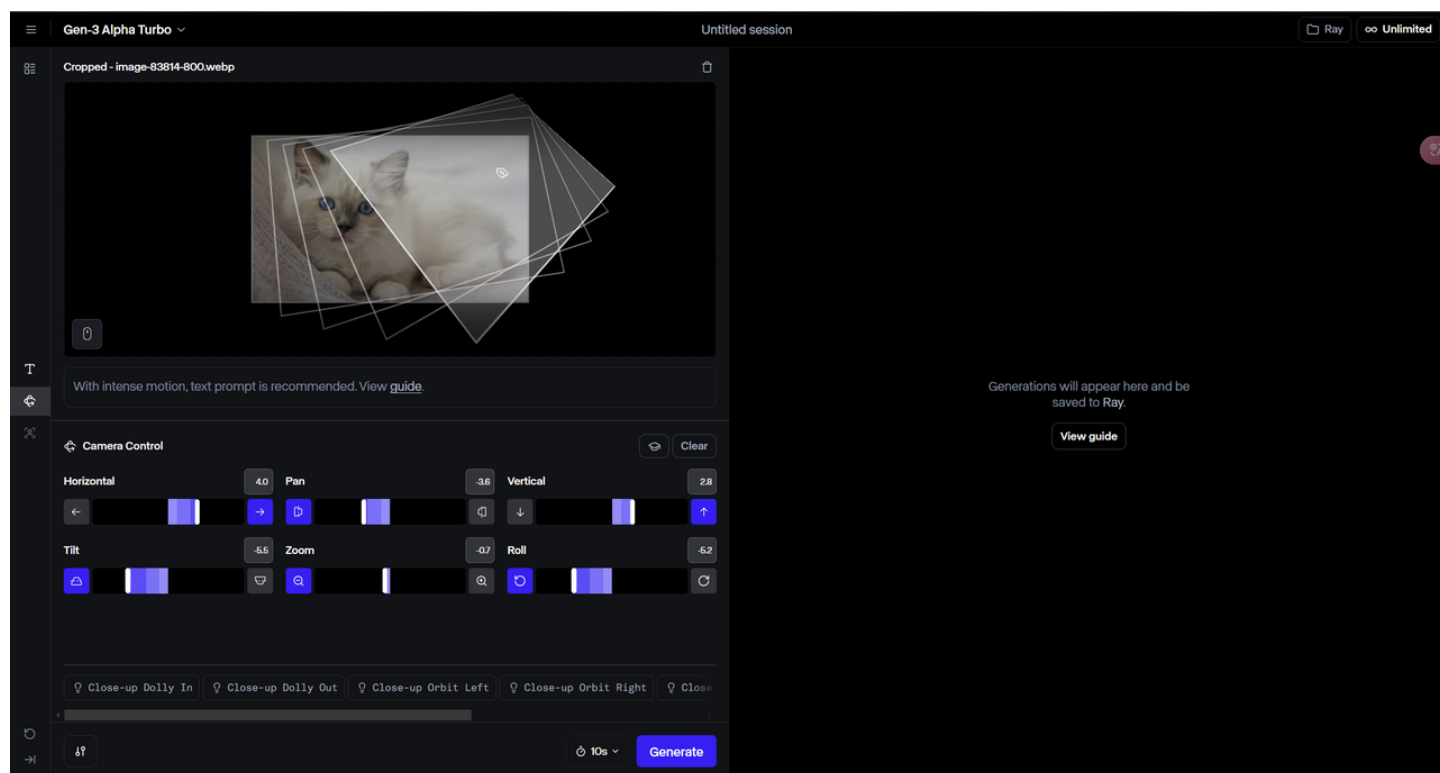 Gen-3 Alpha Turbo
Untitled session
Ray
Unlimited
Cropped - image-83814-800.webp
With intense motion, text prompt is recommended. View guide.
Generations will appear here and be
saved to Ray.
View guide
Camera Control
Clear
Horizontal 4.0 Pan -3.6 Vertical 2.8
Tilt -5.5 Zoom -0.7 Roll -5.2
Close-up Dolly In Close-up Dolly Out Close-up Orbit Left Close-up Orbit Right Close
10s
Generate